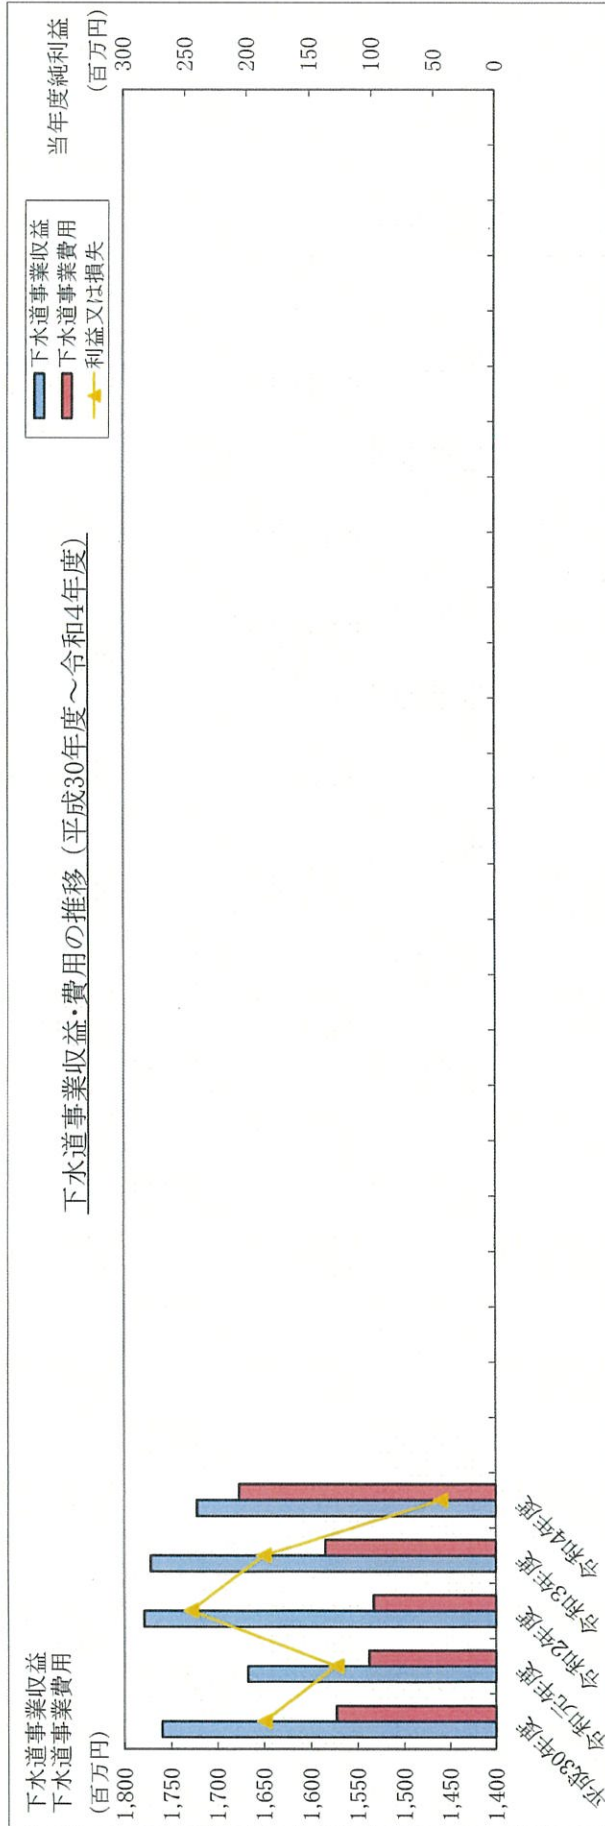 下水道事業収益・費用の推移（平成30年度～令和4年度）
下水道事業収益
下水道事業費用
（百万円）
当年度純利益
（百万円）
下水道事業収益
下水道事業費用
利益又は損失
1,800
1,750
1,700
1,650
1,600
1,550
1,500
1,450
1,400
300
250
200
150
100
50
0
平成30年度
令和元年度
令和2年度
令和3年度
令和4年度